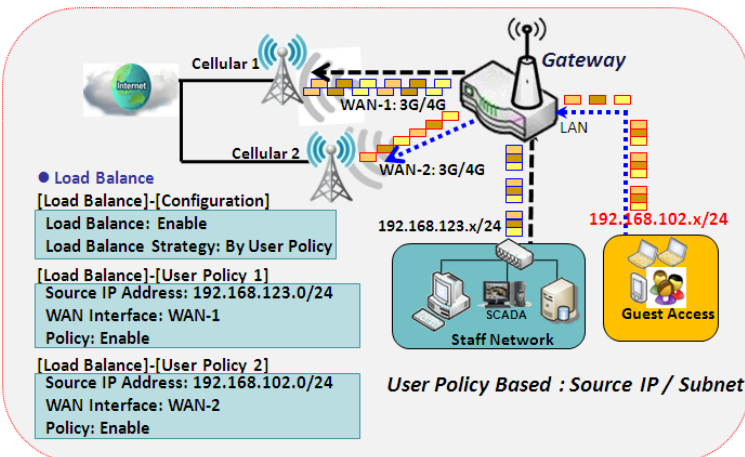 Cellular 1
Gateway
Internet
WAN-1: 3G/4G
LAN
Cellular 2
WAN-2: 3G/4G
● Load Balance
[Load Balance]-[Configuration]
Load Balance: Enable
Load Balance Strategy: By User Policy
192.168.123.x/24
192.168.102.x/24
[Load Balance]-[User Policy 1]
Source IP Address: 192.168.123.0/24
WAN Interface: WAN-1
Policy: Enable
SCADA
Staff Network
Guest Access
[Load Balance]-[User Policy 2]
Source IP Address: 192.168.102.0/24
WAN Interface: WAN-2
Policy: Enable
User Policy Based : Source IP / Subnet